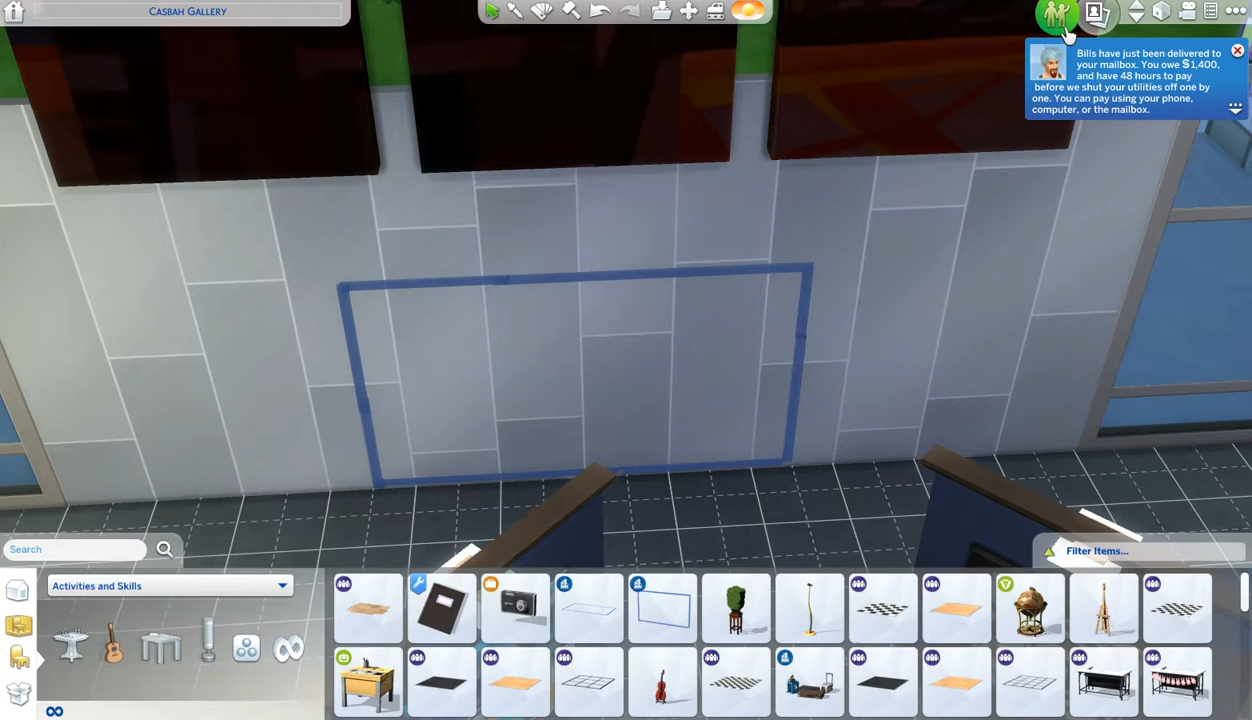 CASBAH GALLERY
Bills have just been delivered to
your mailbox. You owe §1,400,
and have 48 hours to pay
before we shut your utilities off one by
one. You can pay using your phone,
computer, or the mailbox.
Search
Filter Items...
Activities and Skills